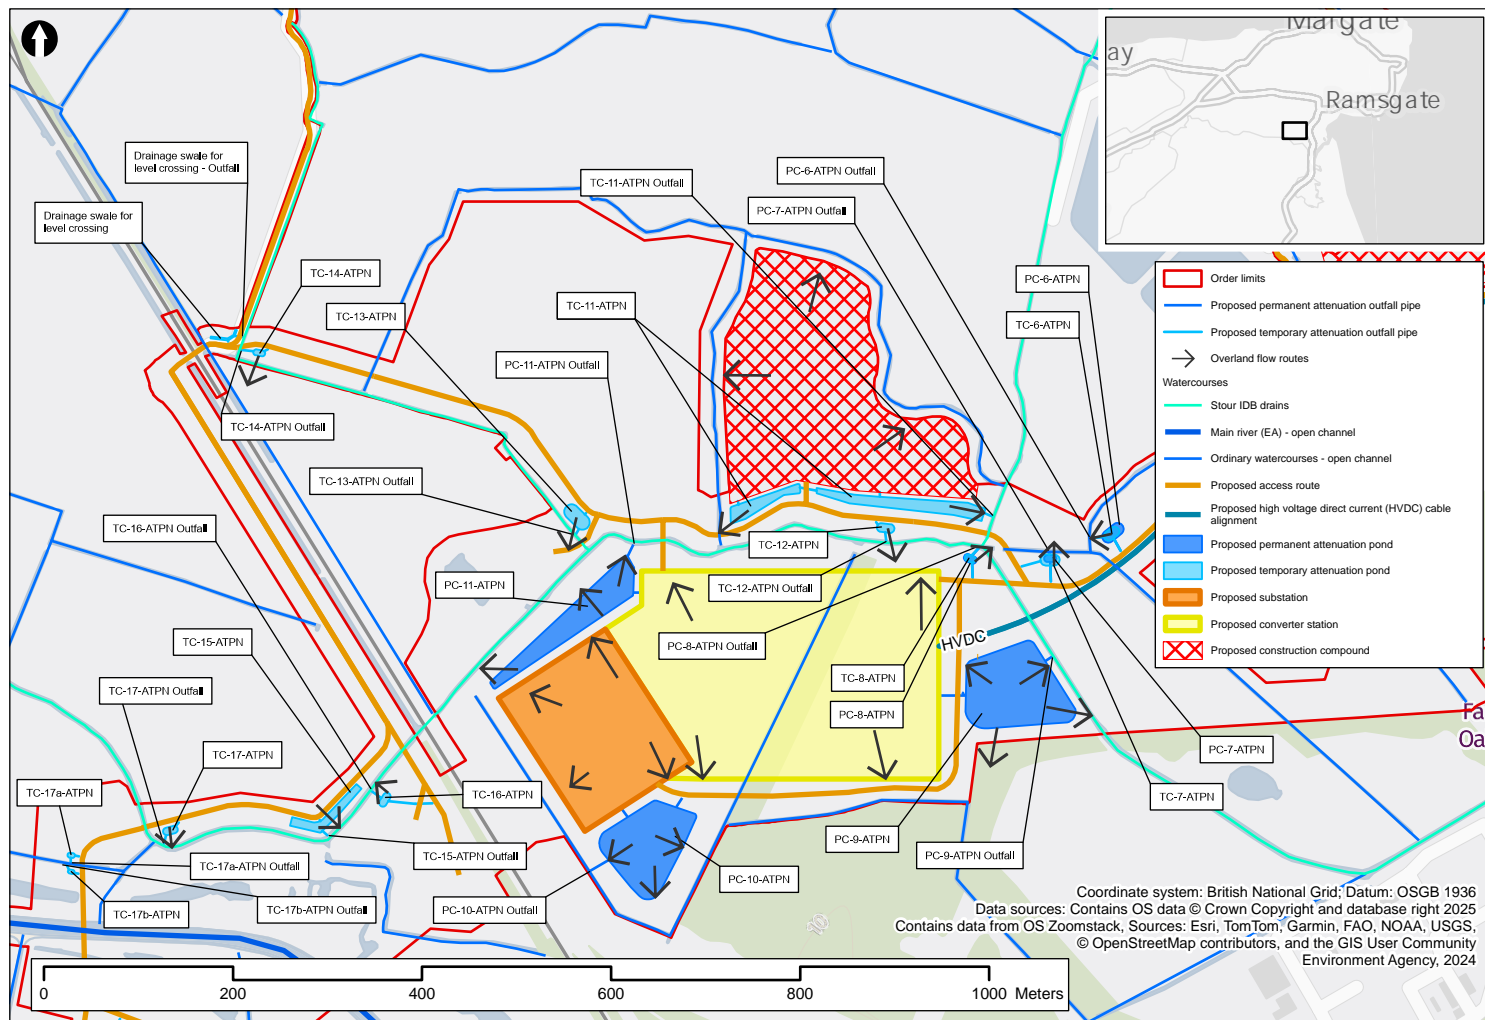 Margate
ay
Ramsgate
Drainage swale for
level crossing - Outfall
Drainage swale for
level crossing
TC-14-ATPN
TC-13-ATPN
PC-11-ATPN Outfall
TC-14-ATPN Outfall
TC-13-ATPN Outfall
TC-16-ATPN Outfall
TC-11-ATPN Outfall
PC-6-ATPN Outfall
PC-7-ATPN Outfall
TC-11-ATPN
PC-6-ATPN
TC-6-ATPN
TC-12-ATPN
TC-12-ATPN Outfall
PC-11-ATPN
PC-8-ATPN Outfall
HVDC
TC-8-ATPN
PC-8-ATPN
TC-15-ATPN
TC-17-ATPN Outfall
TC-17-ATPN
TC-17a-ATPN
TC-16-ATPN
TC-15-ATPN Outfall
TC-17a-ATPN Outfall
TC-17b-ATPN
TC-17b-ATPN Outfall
PC-10-ATPN Outfall
PC-10-ATPN
PC-9-ATPN
PC-9-ATPN Outfall
PC-7-ATPN
TC-7-ATPN
Fa
Oa
Order limits
Proposed permanent attenuation outfall pipe
Proposed temporary attenuation outfall pipe
Overland flow routes
Watercourses
Stour IDB drains
Main river (EA) - open channel
Ordinary watercourses - open channel
Proposed access route
Proposed high voltage direct current (HVDC) cable
alignment
Proposed permanent attenuation pond
Proposed temporary attenuation pond
Proposed substation
Proposed converter station
Proposed construction compound
Coordinate system: British National Grid; Datum: OSGB 1936
Data sources: Contains OS data © Crown Copyright and database right 2025
Contains data from OS Zoomstack, Sources: Esri, TomTom, Garmin, FAO, NOAA, USGS,
© OpenStreetMap contributors, and the GIS User Community
Environment Agency, 2024
0 200 400 600 800 1000 Meters